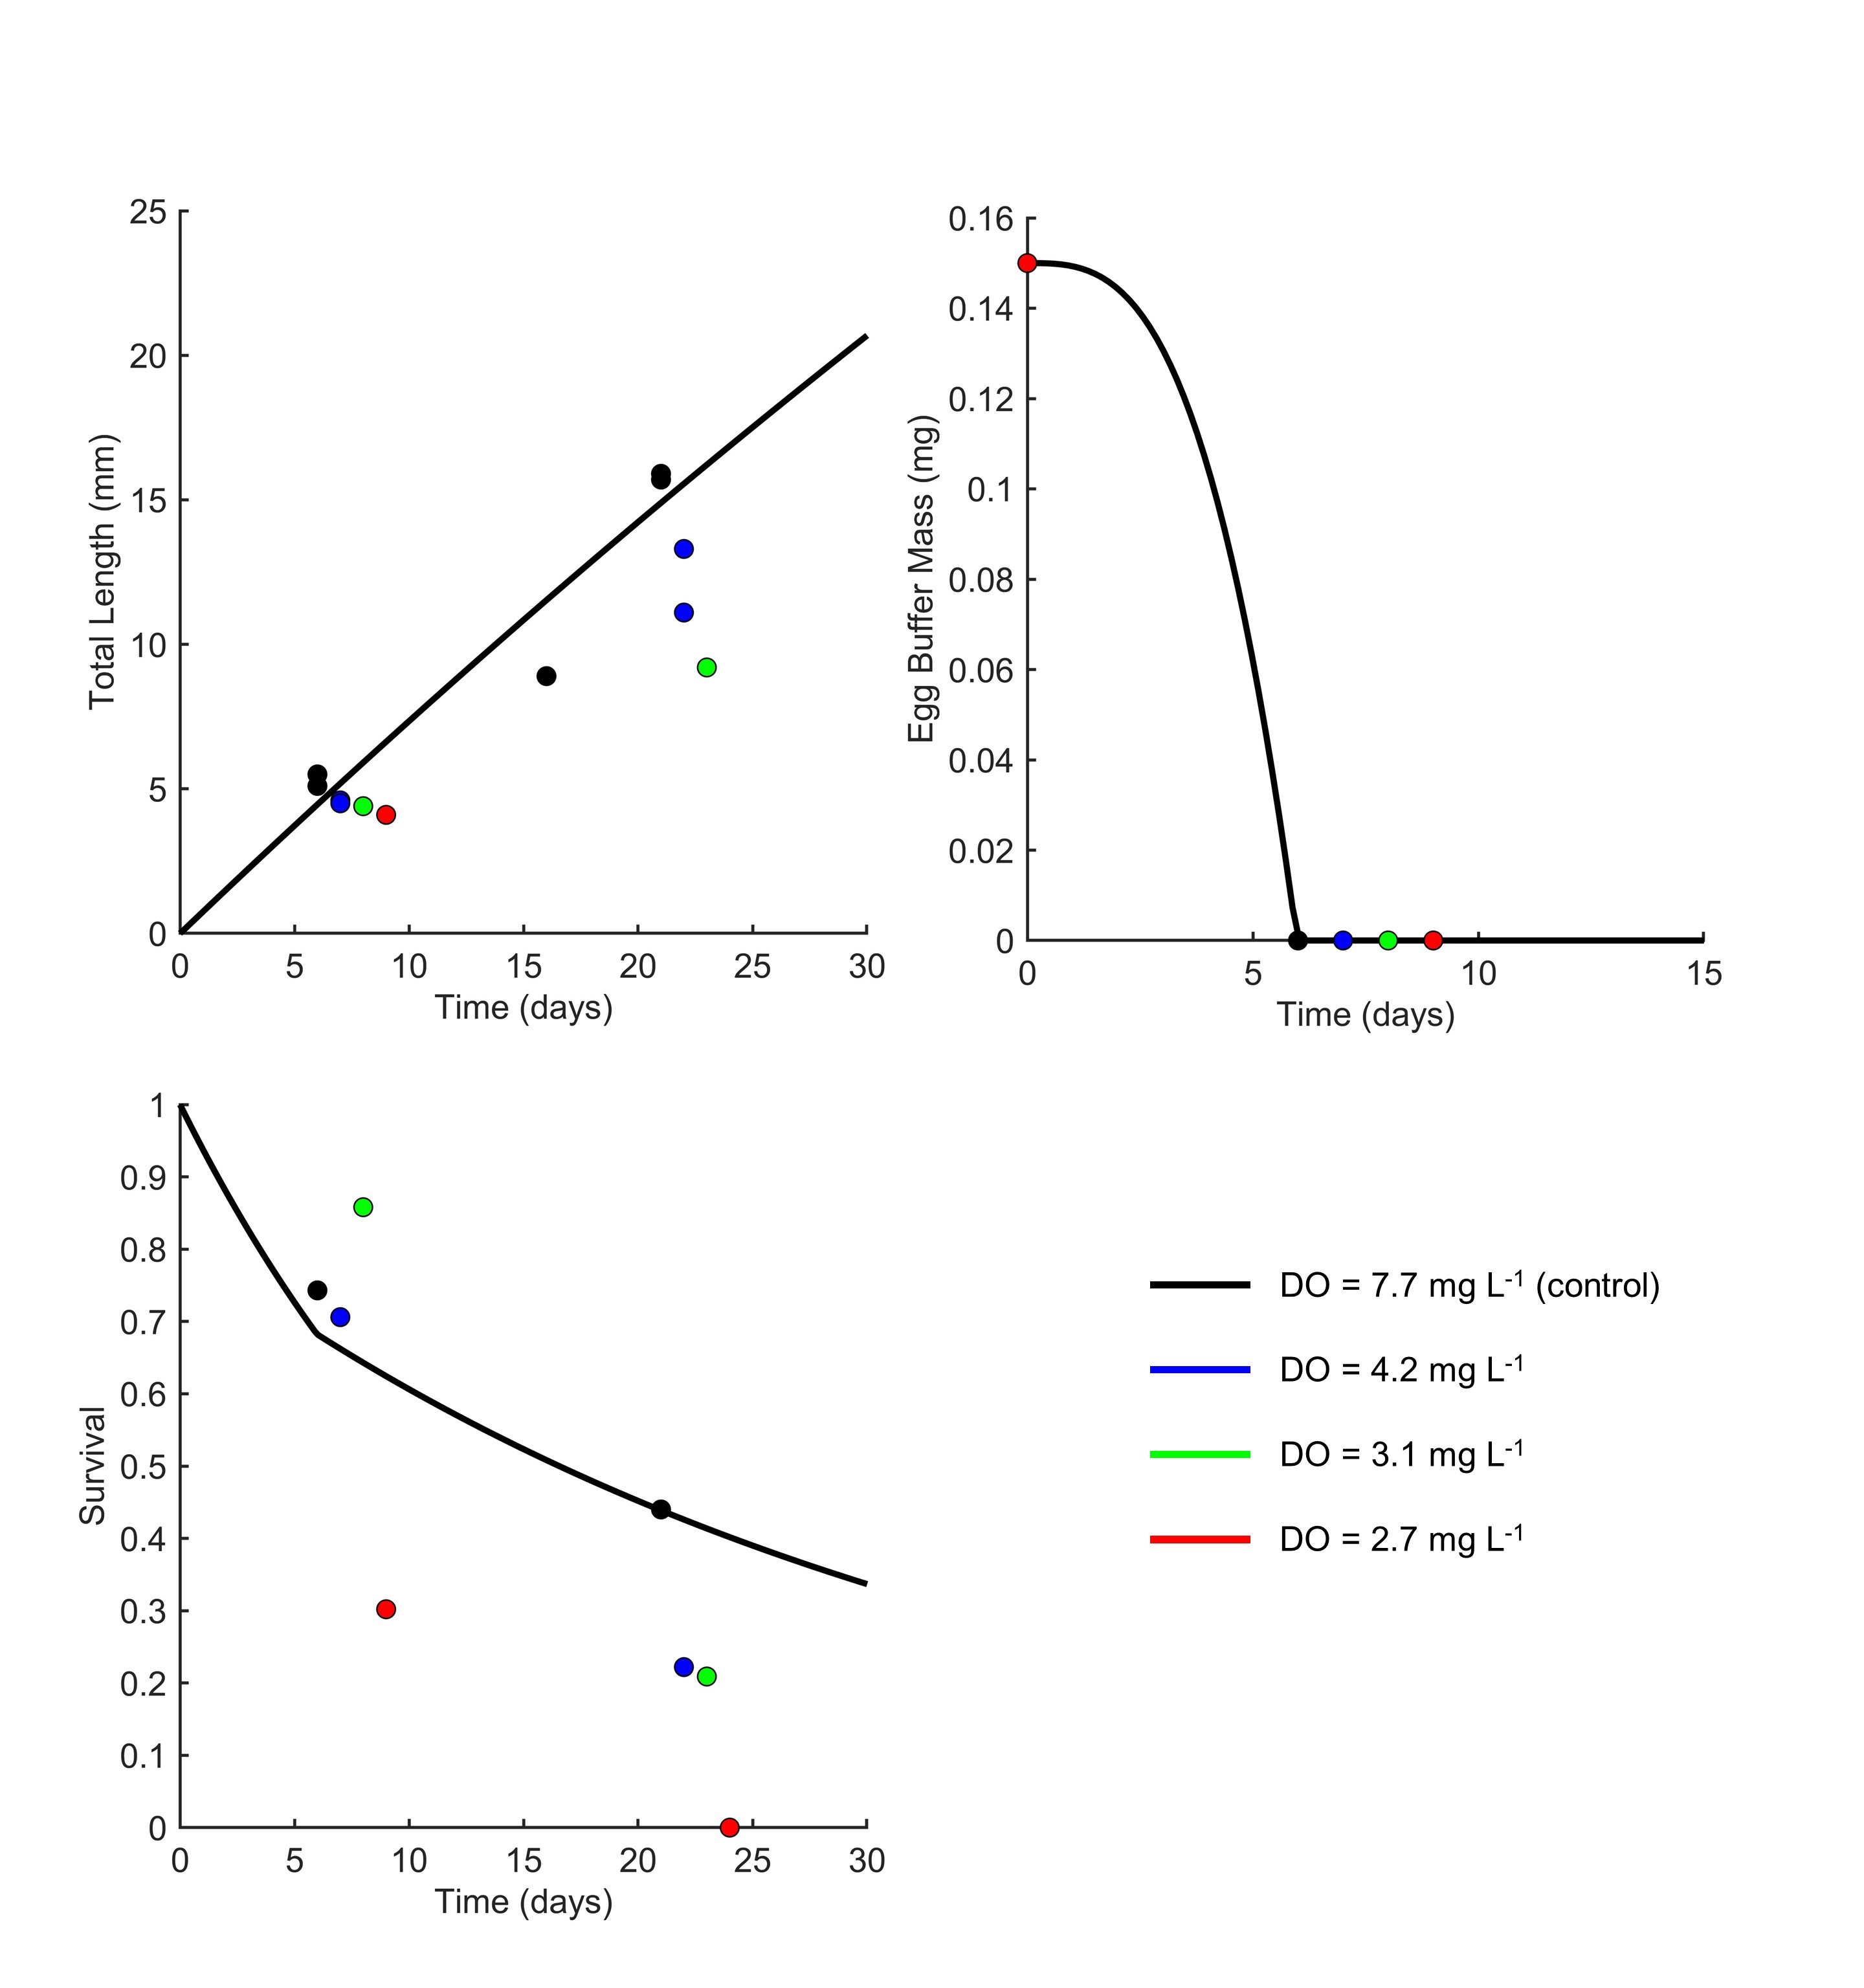 25
20
15
10
5
0
0 5 10 15 20 25 30
Total Length (mm)
Time (days)
0.16
0.14
0.12
0.1
0.08
0.06
0.04
0.02
0
0 5 10 15
Egg Buffer Mass (mg)
Time (days)
1
0.9
0.8
0.7
0.6
0.5
0.4
0.3
0.2
0.1
0
0 5 10 15 20 25 30
Survival
Time (days)
DO = 7.7 mg L⁻¹ (control)
DO = 4.2 mg L⁻¹
DO = 3.1 mg L⁻¹
DO = 2.7 mg L⁻¹